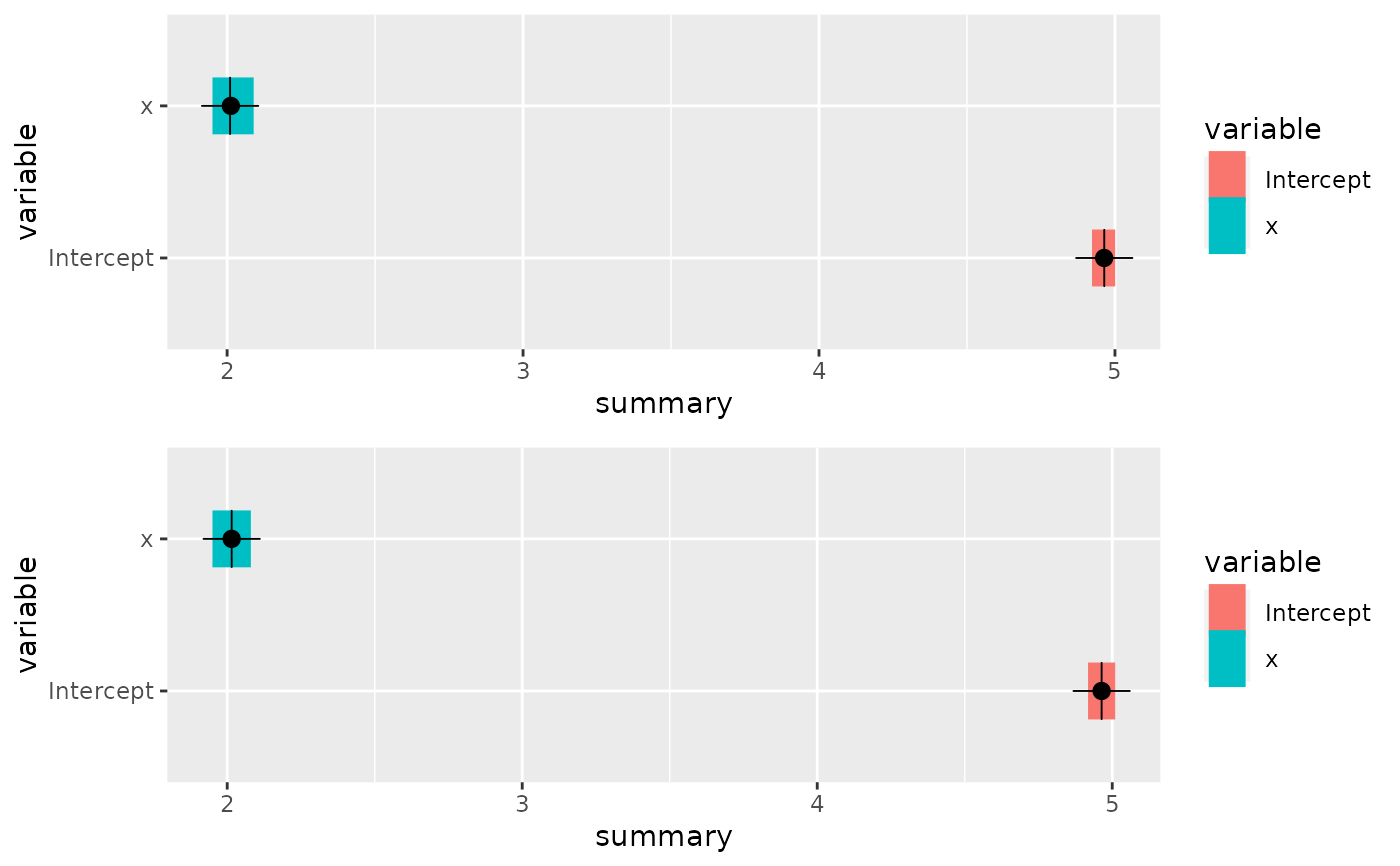 variable
x
Intercept
2 3 4 5
summary
variable
Intercept
x
variable
x
Intercept
2 3 4 5
summary
variable
Intercept
x